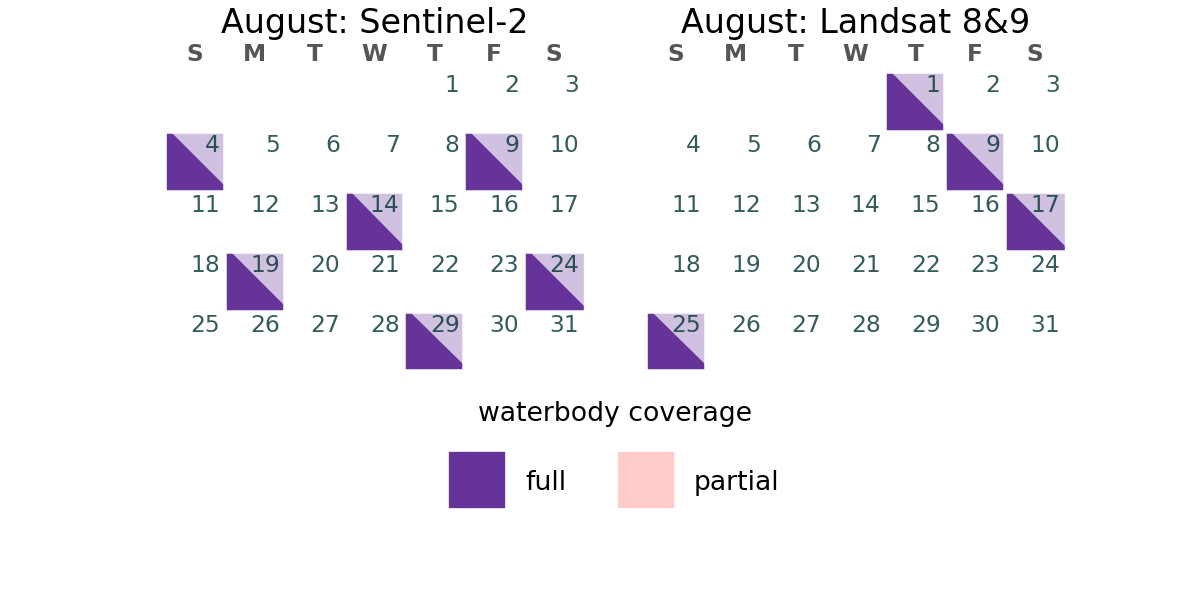 August: Sentinel-2
S M T W T F S
1 2 3
4 5 6 7 8 9 10
11 12 13 14 15 16 17
18 19 20 21 22 23 24
25 26 27 28 29 30 31
August: Landsat 8&9
S M T W T F S
1 2 3
4 5 6 7 8 9 10
11 12 13 14 15 16 17
18 19 20 21 22 23 24
25 26 27 28 29 30 31
waterbody coverage
full partial